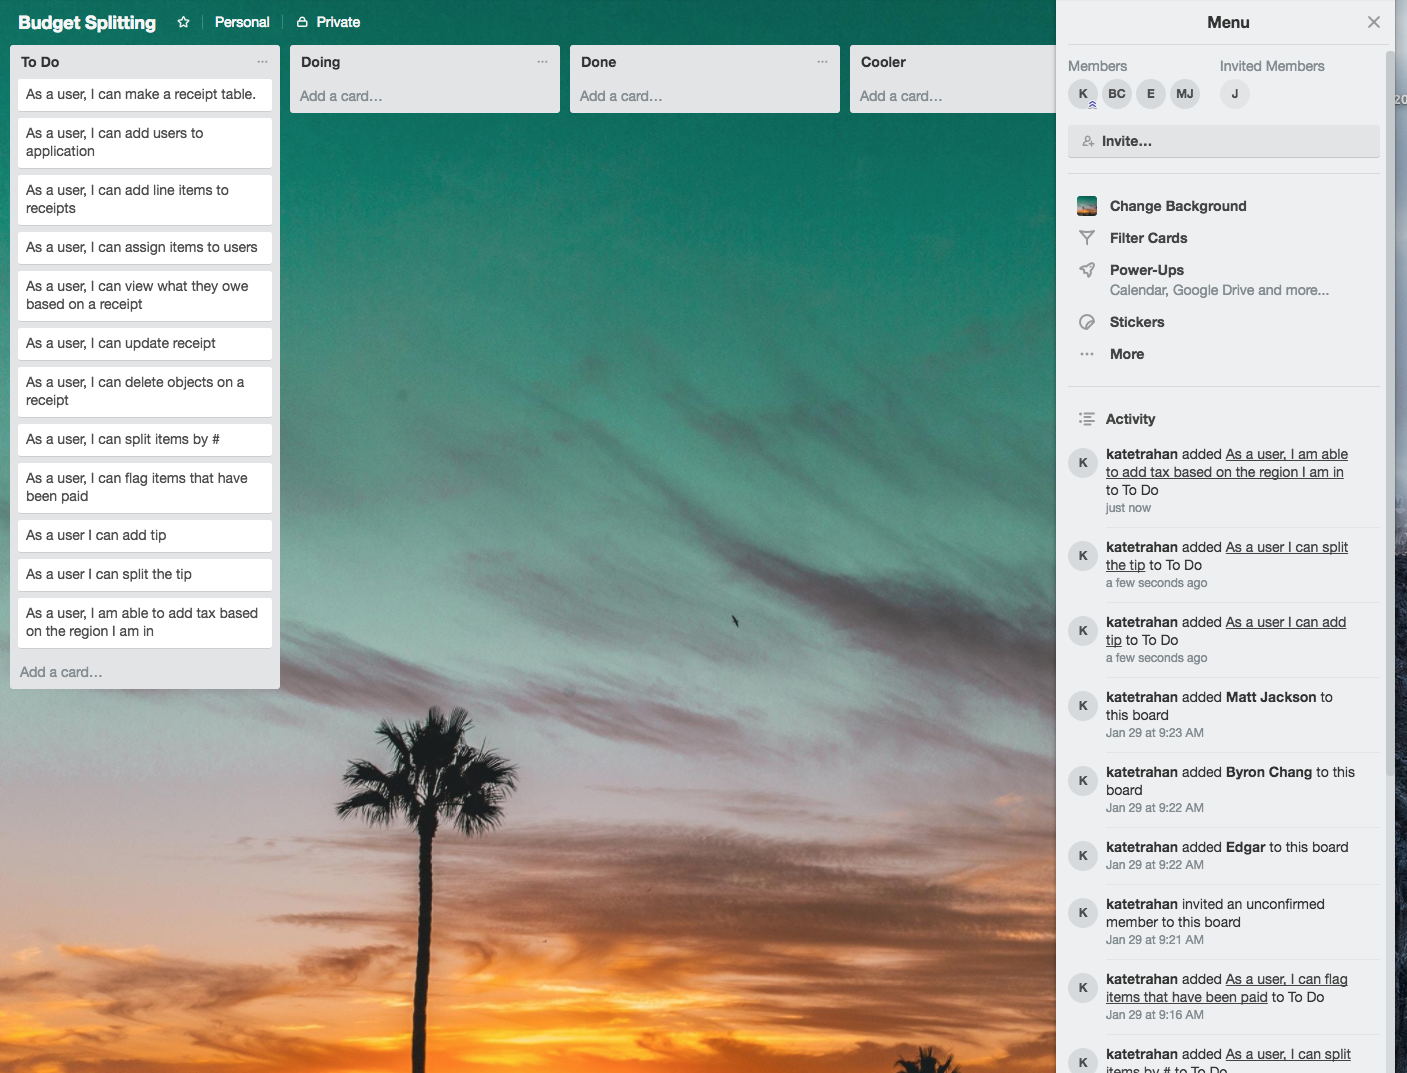 Budget Splitting
Personal
Private
To Do
As a user, I can make a receipt table.
As a user, I can add users to
application
As a user, I can add line items to
receipts
As a user, I can assign items to users
As a user, I can view what they owe
based on a receipt
As a user, I can update receipt
As a user, I can delete objects on a
receipt
As a user, I can split items by #
As a user, I can flag items that have
been paid
As a user I can add tip
As a user I can split the tip
As a user, I am able to add tax based
on the region I am in
Add a card...
Doing
Add a card...
Done
Add a card...
Cooler
Add a card...
Menu
Members
K
BC
E
MJ
Invited Members
J
Invite...
Change Background
Filter Cards
Power-Ups
Calendar, Google Drive and more...
Stickers
More
Activity
K
katetrahan added As a user, I am able
to add tax based on the region I am in
to To Do
just now
K
katetrahan added As a user I can split
the tip to To Do
a few seconds ago
K
katetrahan added As a user I can add
tip to To Do
a few seconds ago
K
katetrahan added Matt Jackson to
this board
Jan 29 at 9:23 AM
K
katetrahan added Byron Chang to this
board
Jan 29 at 9:22 AM
K
katetrahan added Edgar to this board
Jan 29 at 9:22 AM
K
katetrahan invited an unconfirmed
member to this board
Jan 29 at 9:21 AM
K
katetrahan added As a user, I can flag
items that have been paid to To Do
Jan 29 at 9:16 AM
K
katetrahan added As a user, I can split
items by # to To Do
20